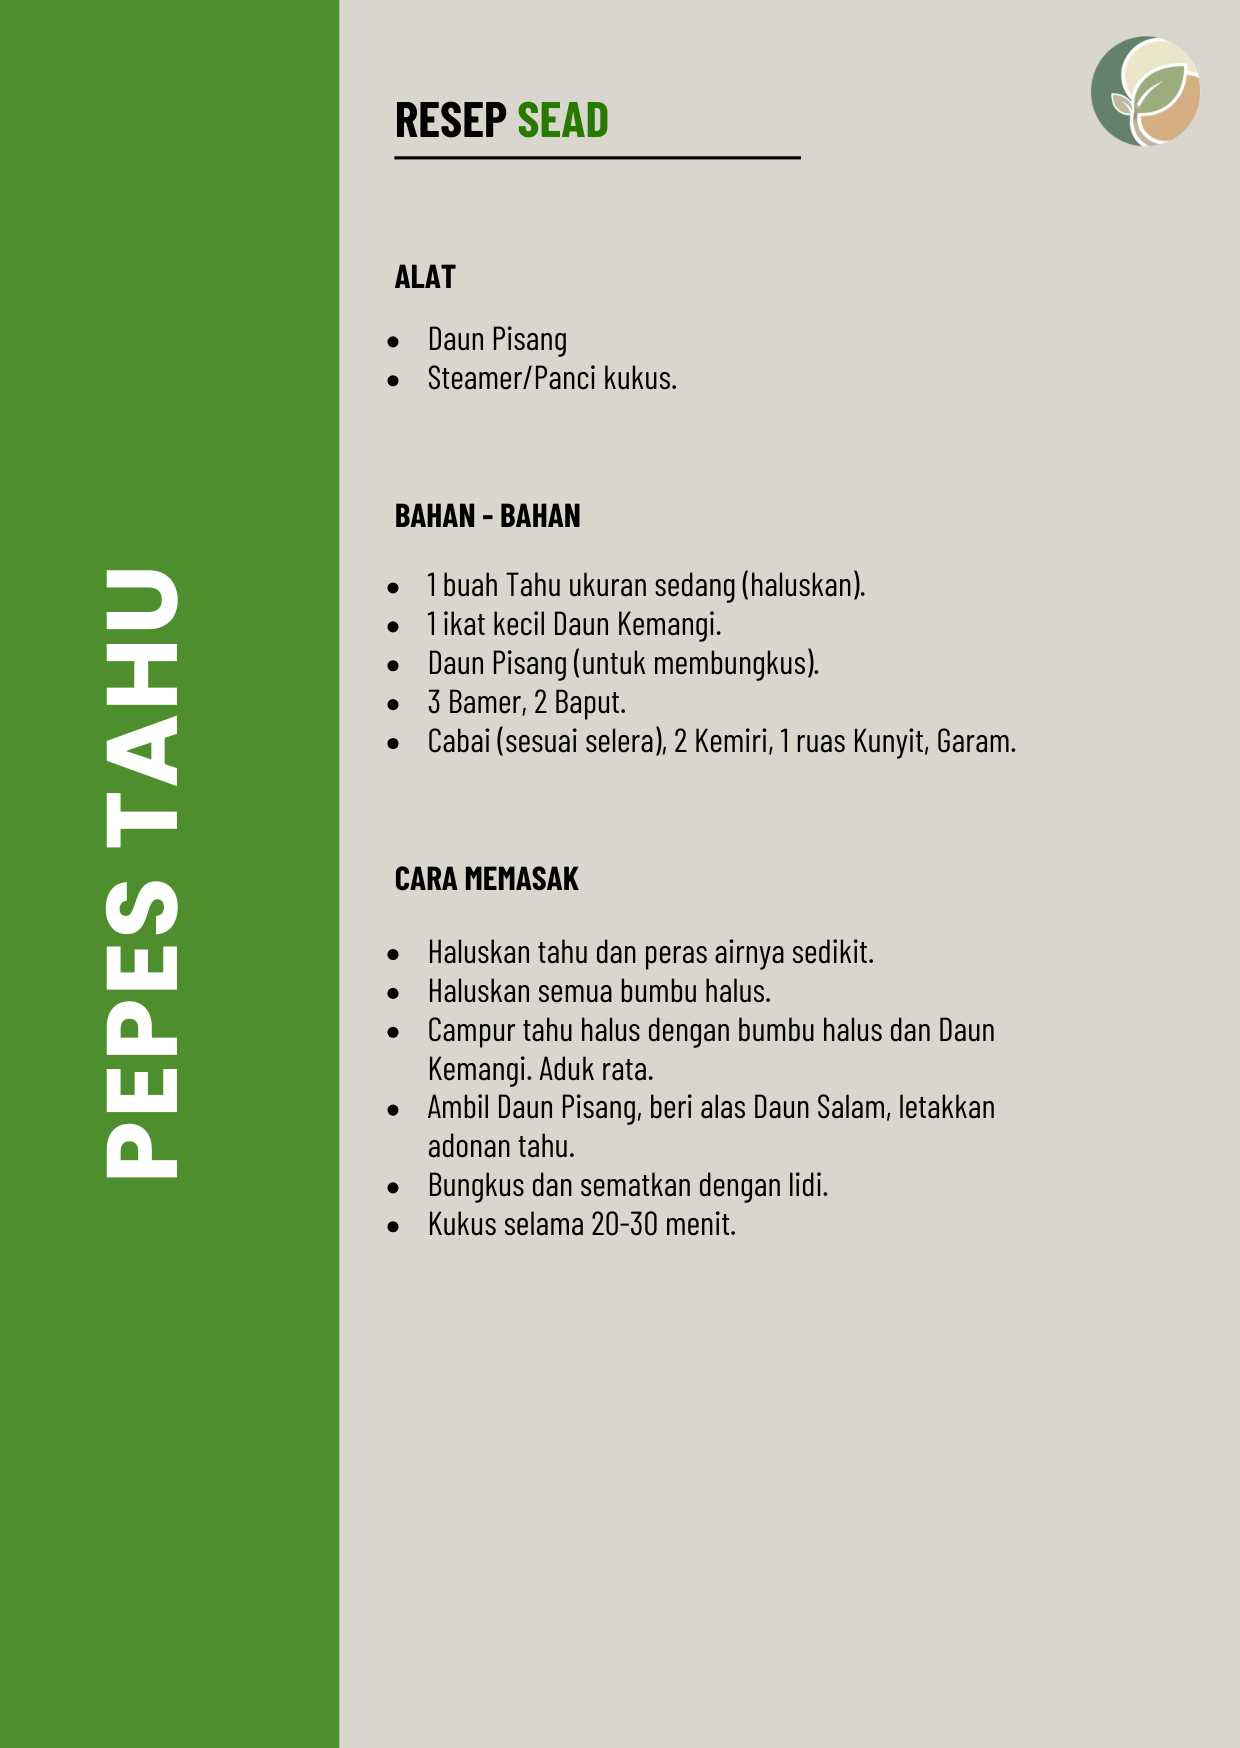 PEPES TAHU
RESEP SEAD
ALAT
• Daun Pisang
• Steamer/Panci kukus.
BAHAN - BAHAN
• 1 buah Tahu ukuran sedang (haluskan).
• 1 ikat kecil Daun Kemangi.
• Daun Pisang (untuk membungkus).
• 3 Bamer, 2 Baput.
• Cabai (sesuai selera), 2 Kemiri, 1 ruas Kunyit, Garam.
CARA MEMASAK
• Haluskan tahu dan peras airnya sedikit.
• Haluskan semua bumbu halus.
• Campur tahu halus dengan bumbu halus dan Daun
Kemangi. Aduk rata.
• Ambil Daun Pisang, beri alas Daun Salam, letakkan
adonan tahu.
• Bungkus dan sematkan dengan lidi.
• Kukus selama 20-30 menit.